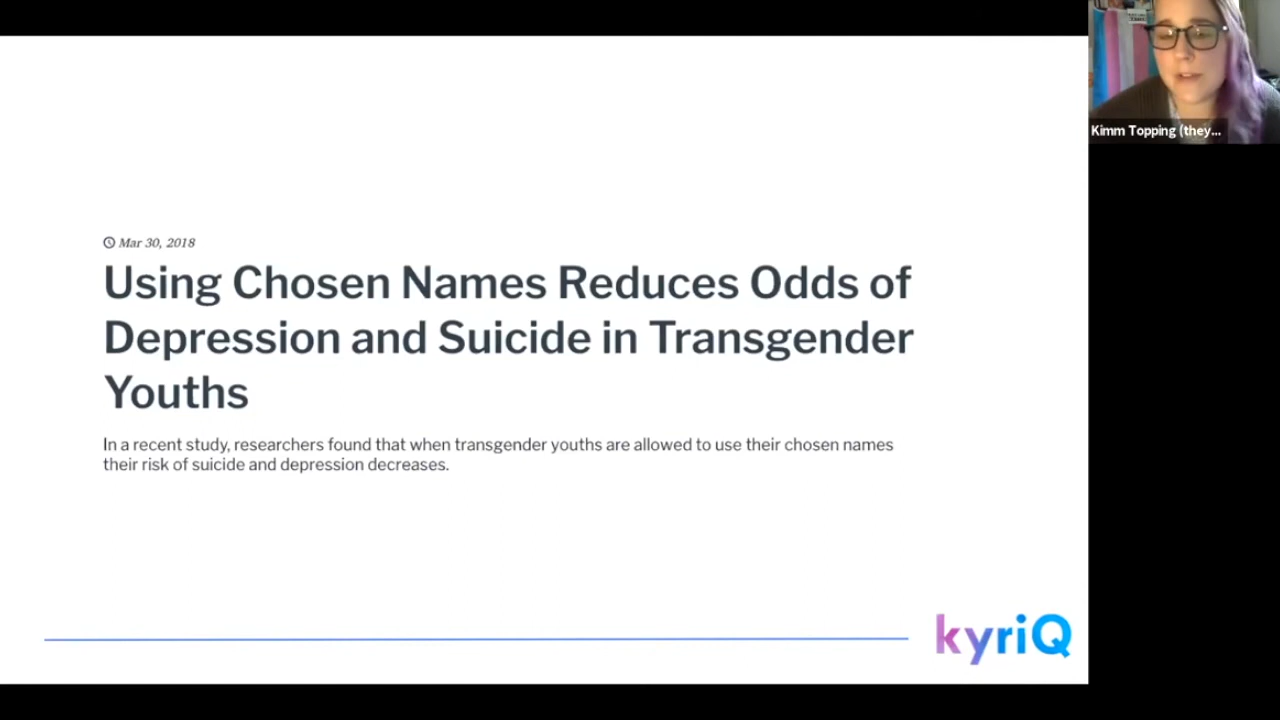 Mar 30, 2018
Using Chosen Names Reduces Odds of
Depression and Suicide in Transgender
Youths
In a recent study, researchers found that when transgender youths are allowed to use their chosen names
their risk of suicide and depression decreases.
kyriQ
Kimm Topping (they...